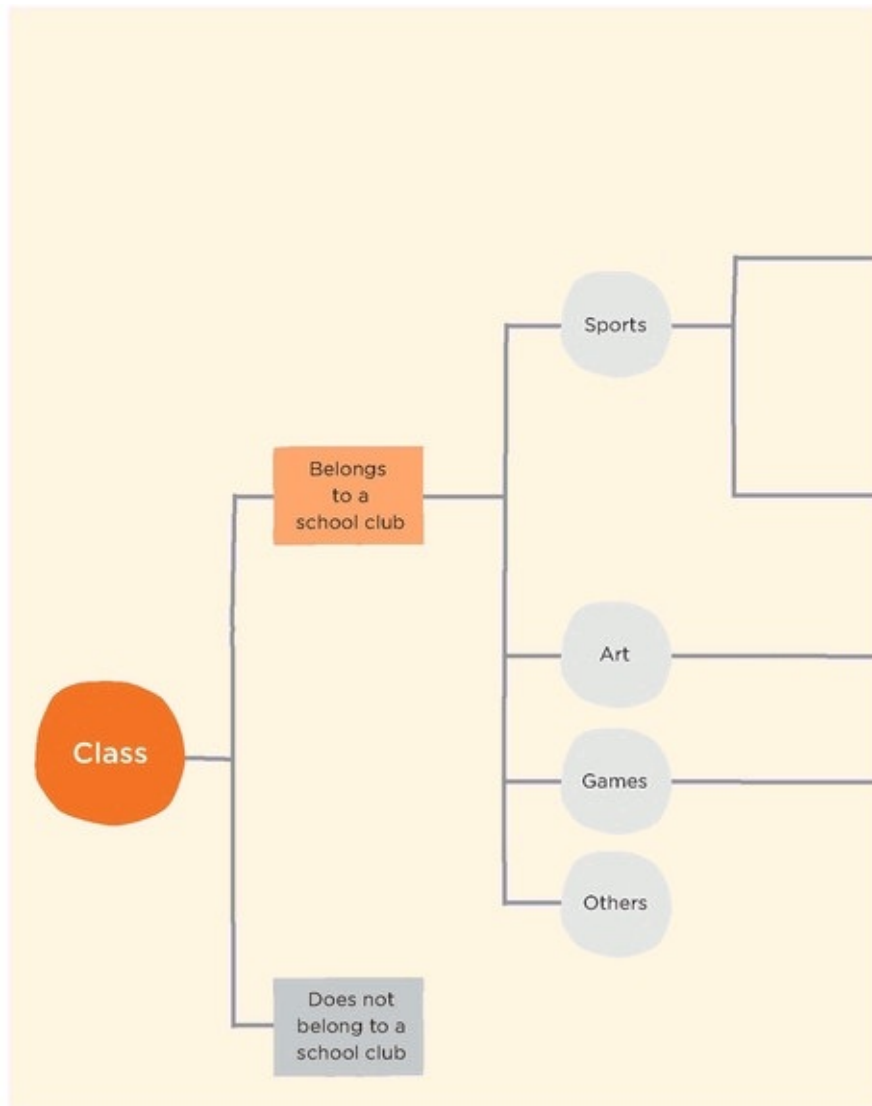 Sports
Belongs
to a
school club
Art
Class
Games
Others
Does not
belong to a
school club